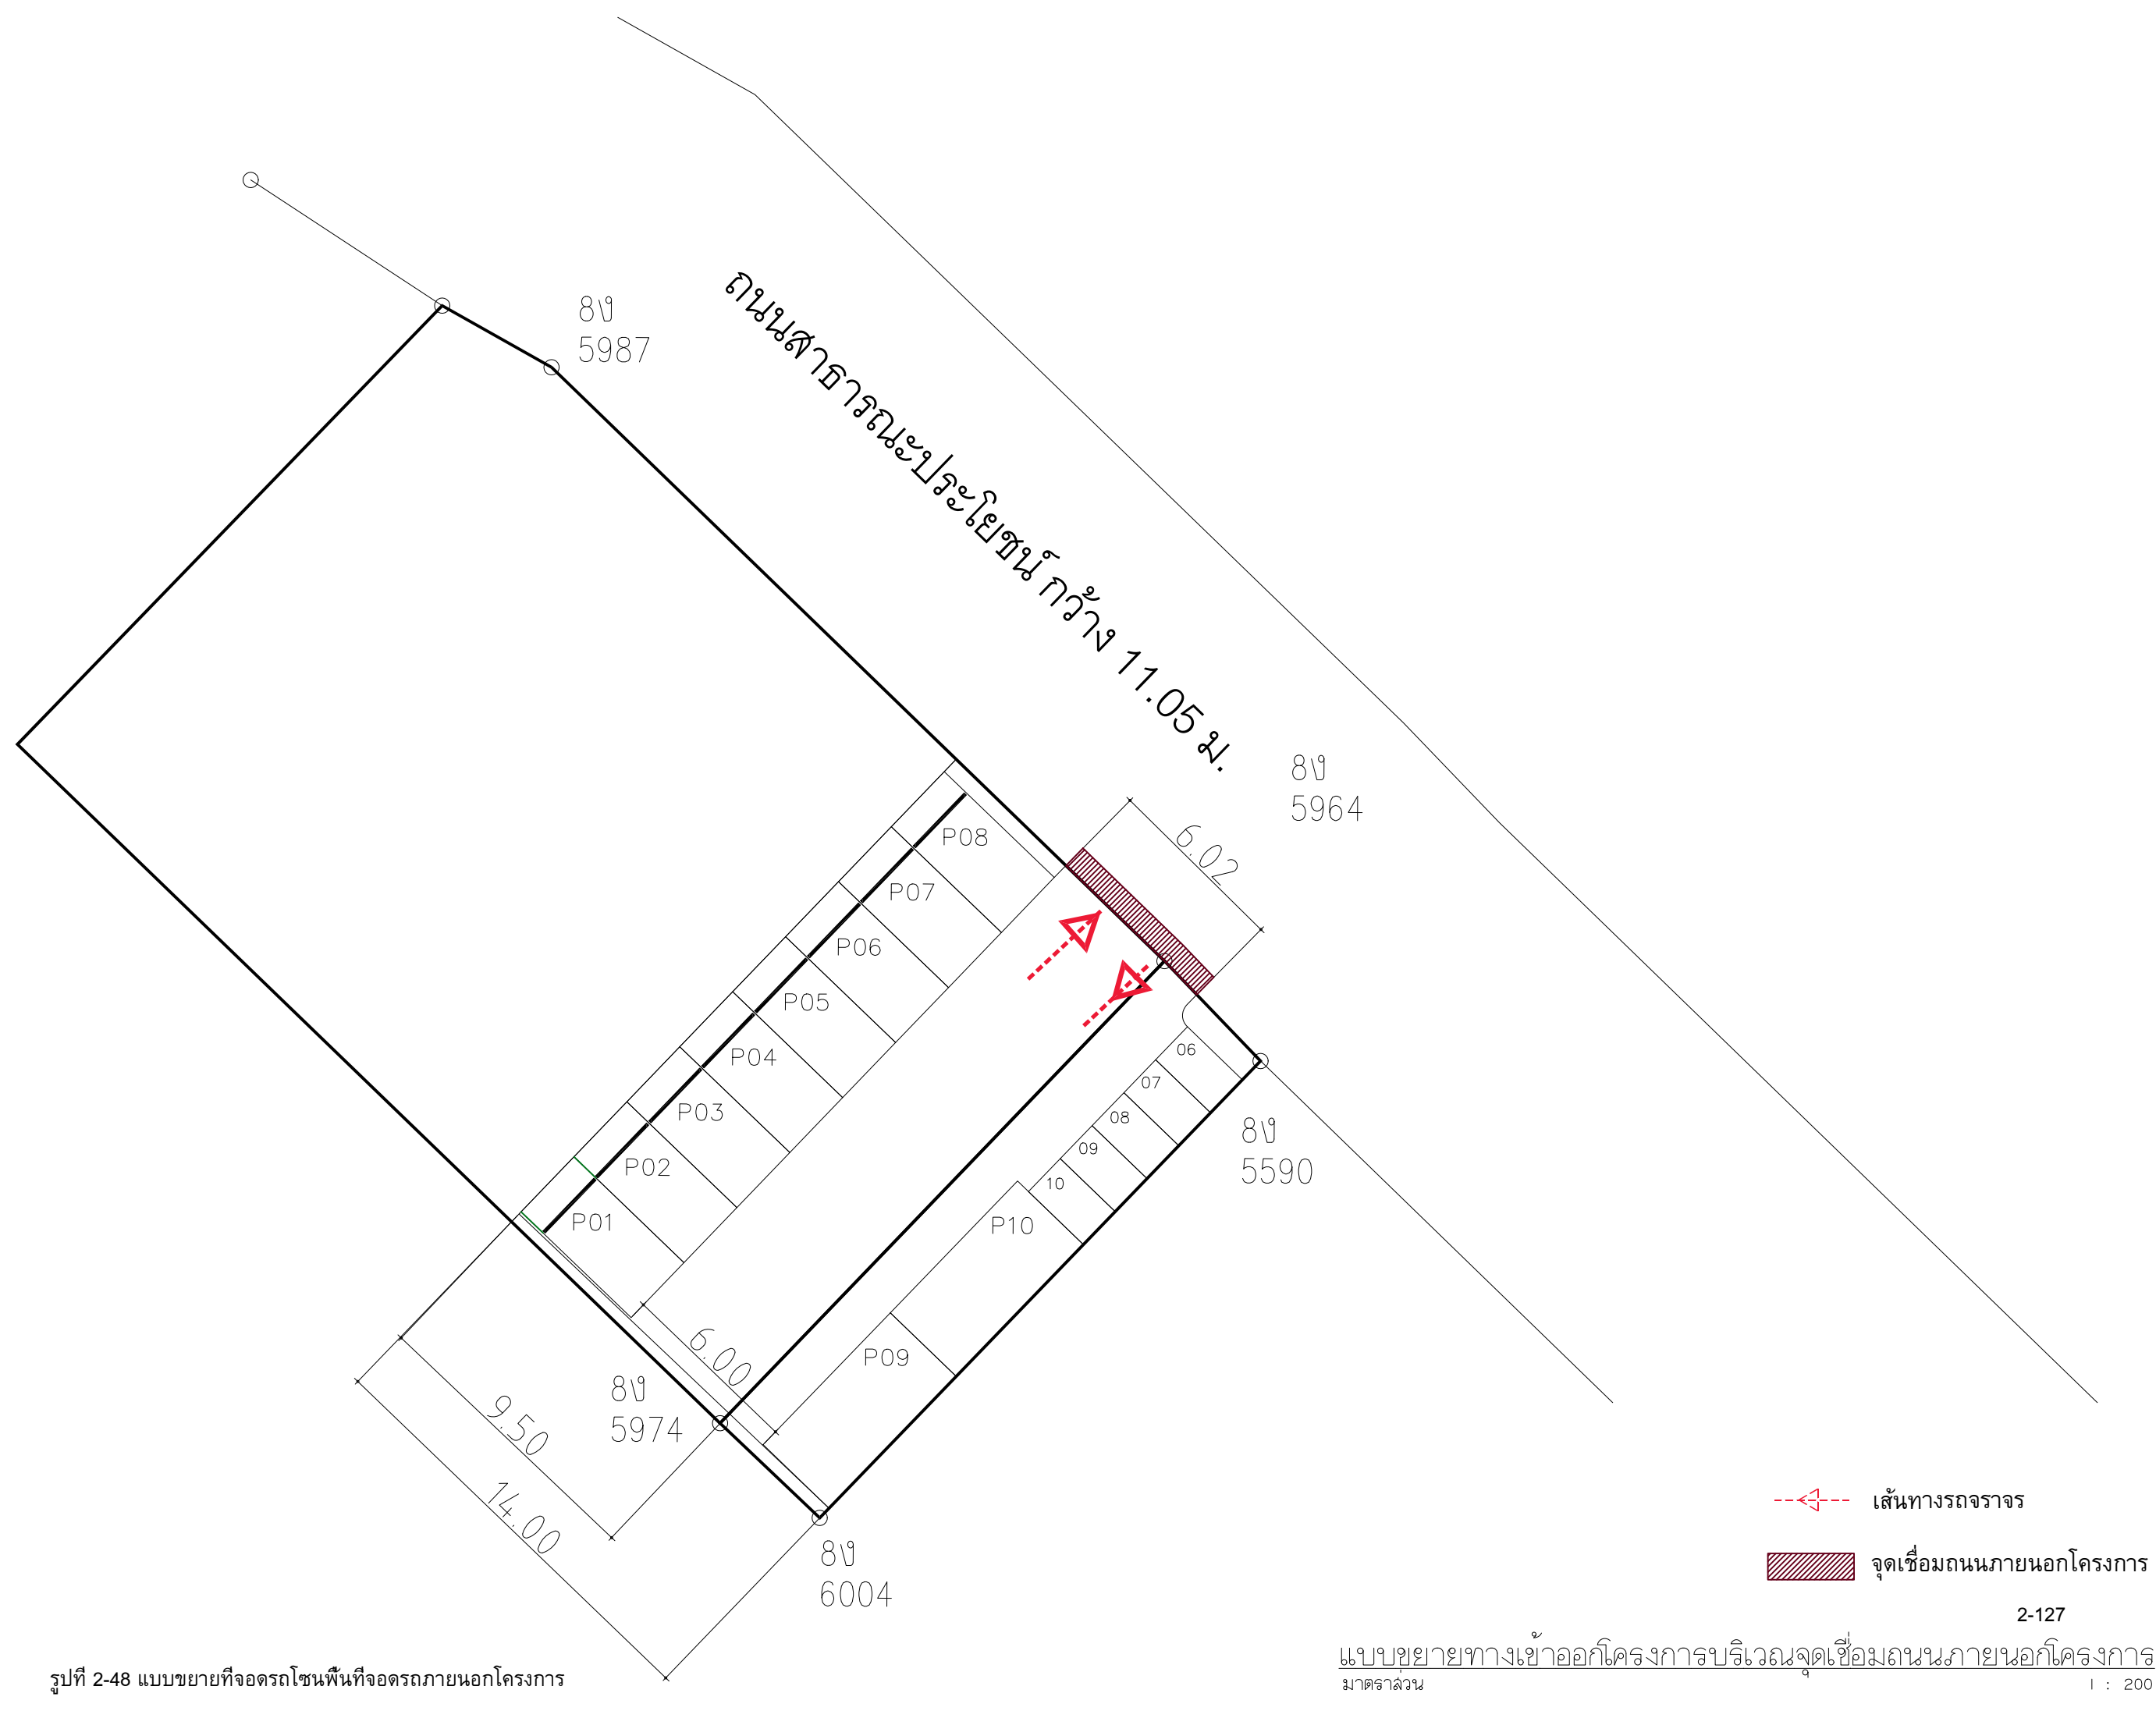 8ง
5987
ถนนสาธารณะประโยชน์ กว้าง 11.05 ม.
8ง
5964
6.02
P08
P07
P06
P05
P04
P03
P02
P01
06
07
08
09
10
P10
P09
8ง
5590
6.00
9.50
14.00
8ง
5974
8ง
6004
เส้นทางรถจราจร
จุดเชื่อมถนนภายนอกโครงการ
2-127
แบบขยายทางเข้าออกโครงการบริเวณจุดเชื่อมถนนภายนอกโครงการ
มาตราส่วน 1 : 200
รูปที่ 2-48 แบบขยายที่จอดรถโซนพื้นที่จอดรถภายนอกโครงการ